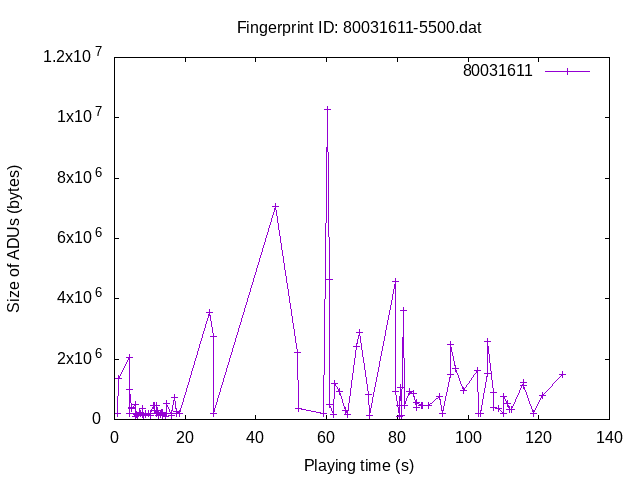 Fingerprint ID: 80031611-5500.dat
80031611
Size of ADUs (bytes)
1.2x10^7
1x10^7
8x10^6
6x10^6
4x10^6
2x10^6
0
0 20 40 60 80 100 120 140
Playing time (s)